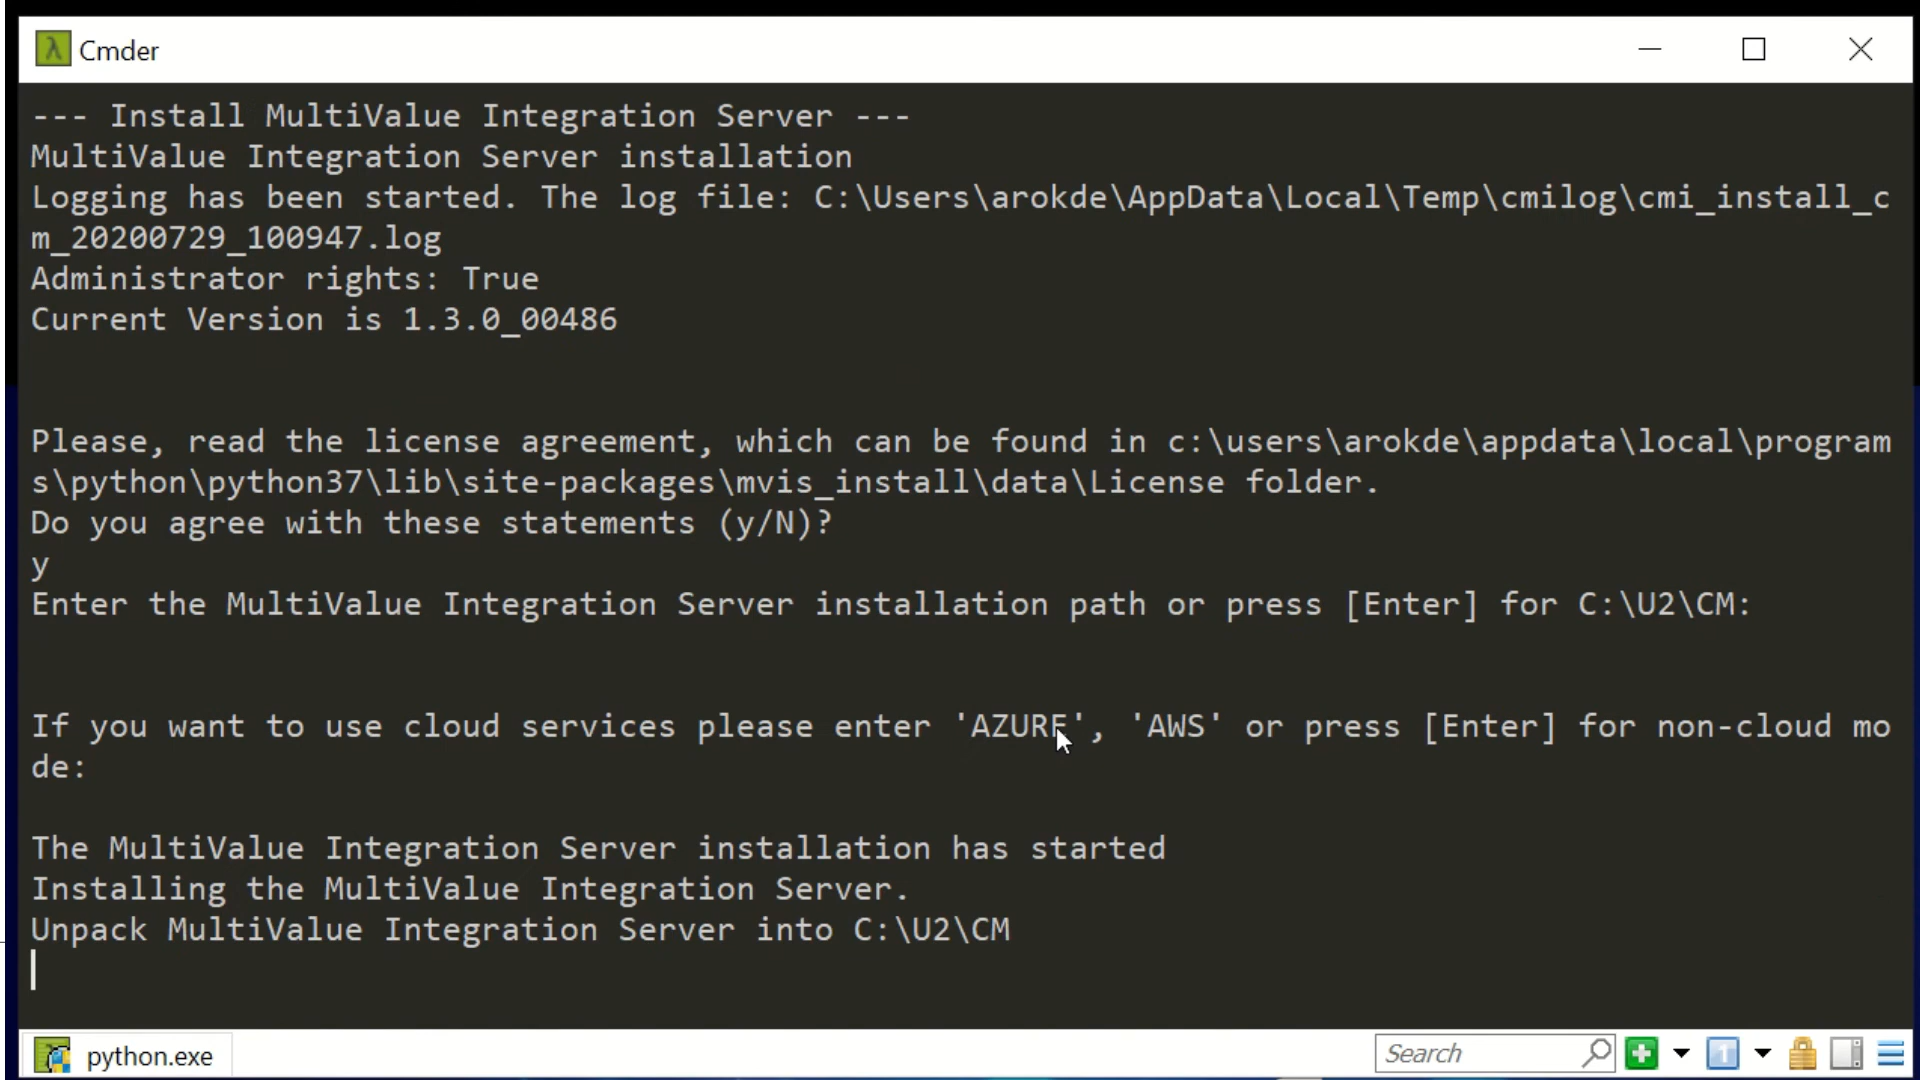 Cmder
--- Install MultiValue Integration Server ---
MultiValue Integration Server installation
Logging has been started. The log file: C:\Users\arokde\AppData\Local\Temp\cmilog\cmi_install_c
m_20200729_100947.log
Administrator rights: True
Current Version is 1.3.0_00486
Please, read the license agreement, which can be found in c:\users\arokde\appdata\local\program
s\python\python37\lib\site-packages\mvis_install\data\License folder.
Do you agree with these statements (y/N)?
y
Enter the MultiValue Integration Server installation path or press [Enter] for C:\U2\CM:
If you want to use cloud services please enter 'AZURE', 'AWS' or press [Enter] for non-cloud mo
de:
The MultiValue Integration Server installation has started
Installing the MultiValue Integration Server.
Unpack MultiValue Integration Server into C:\U2\CM
python.exe
Search
1